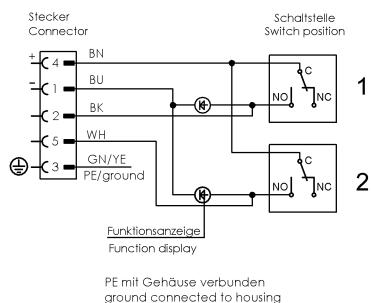 Stecker
Connector
Schaltstelle
Switch position
+ 4 BN
- 1 BU
2 BK
5 WH
3 GN/YE
PE/ground
C
NO NC
1
C
NO NC
2
Funktionsanzeige
Function display
PE mit Gehäuse verbunden
ground connected to housing